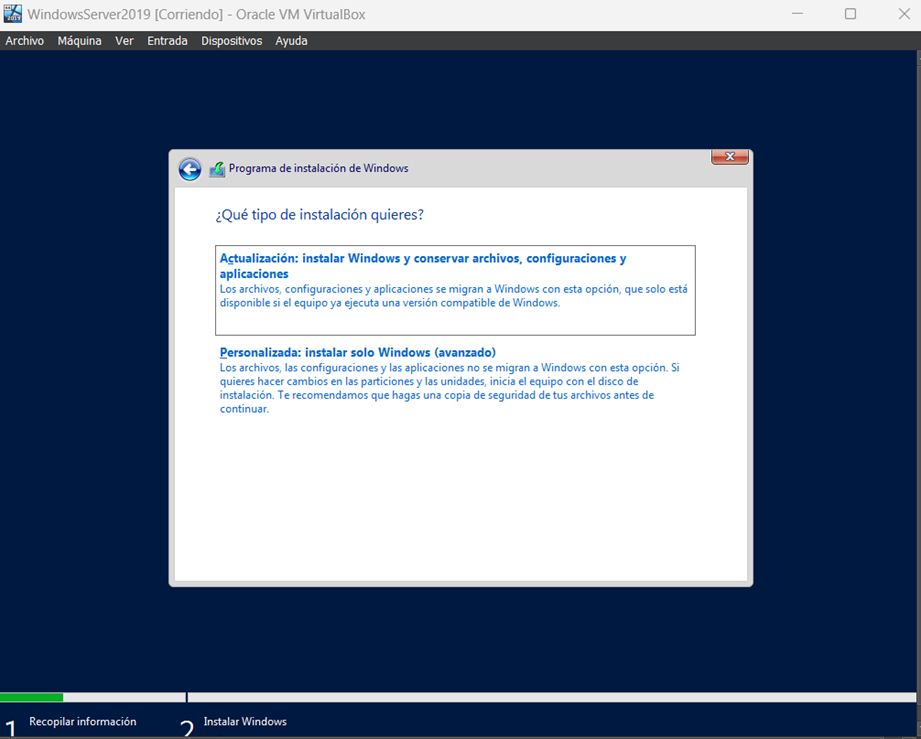 WindowsServer2019 [Corriendo] - Oracle VM VirtualBox
Archivo Máquina Ver Entrada Dispositivos Ayuda
Programa de instalación de Windows
¿Qué tipo de instalación quieres?
Actualización: instalar Windows y conservar archivos, configuraciones y
aplicaciones
Los archivos, configuraciones y aplicaciones se migran a Windows con esta opción, que solo está
disponible si el equipo ya ejecuta una versión compatible de Windows.
Personalizada: instalar solo Windows (avanzado)
Los archivos, las configuraciones y las aplicaciones no se migran a Windows con esta opción. Si
quieres hacer cambios en las particiones y las unidades, inicia el equipo con el disco de
instalación. Te recomendamos que hagas una copia de seguridad de tus archivos antes de
continuar.
1 Recopilar información 2 Instalar Windows